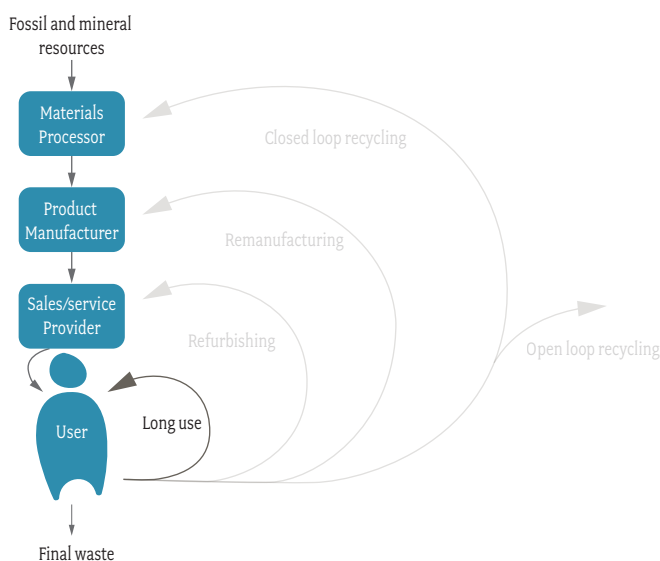 Fossil and mineral
resources
Materials
Processor
Closed loop recycling
Product
Manufacturer
Remanufacturing
Sales/service
Provider
Refurbishing
Open loop recycling
Long use
User
Final waste